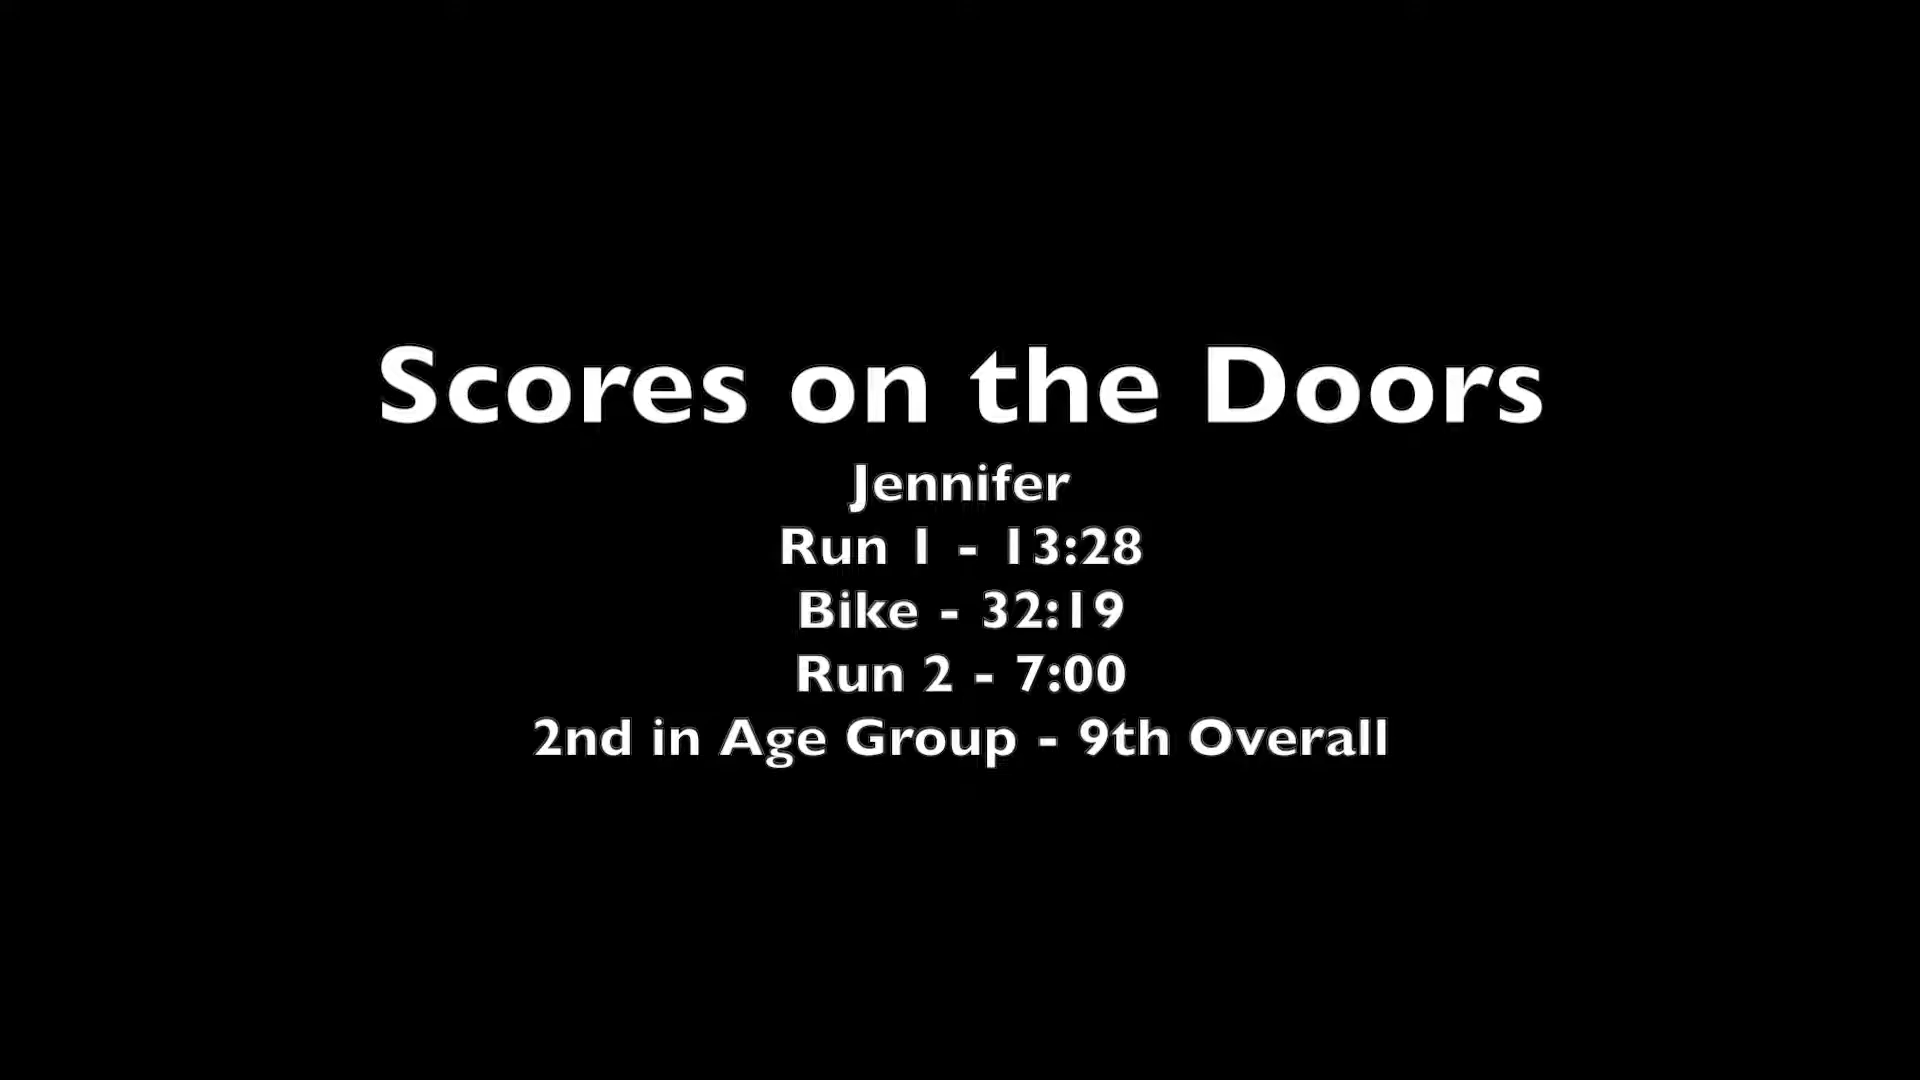 Scores on the Doors
Jennifer
Run 1 - 13:28
Bike - 32:19
Run 2 - 7:00
2nd in Age Group - 9th Overall